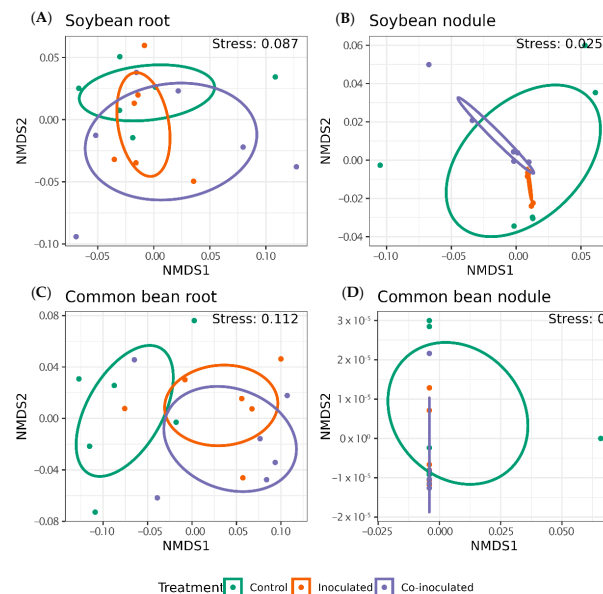 (A) Soybean root
Stress: 0.087
NMDS2
0.05
0.00
−0.05
−0.10
−0.05
0.00
0.05
0.10
NMDS1
(B) Soybean nodule
Stress: 0.025
NMDS2
0.06
0.04
0.02
0.00
−0.02
−0.04
−0.10
−0.05
0.00
0.05
NMDS1
(C) Common bean root
Stress: 0.112
NMDS2
0.08
0.04
0.00
−0.04
−0.08
−0.10
−0.05
0.00
0.05
0.10
NMDS1
(D) Common bean nodule
Stress: 0
NMDS2
3 × 10⁻⁵
2 × 10⁻⁵
1 × 10⁻⁵
0 × 10⁰
−1 × 10⁻⁵
−2 × 10⁻⁵
−0.025
0.000
0.025
0.050
NMDS1
Treatment Control Inoculated Co-inoculated